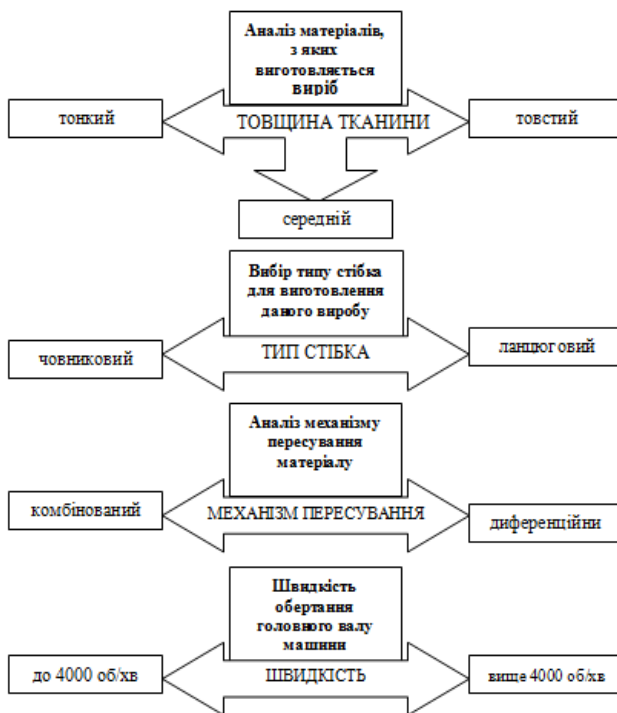 Аналіз матеріалів,
з яких
виготовляється
виріб
тонкий
ТОВЩИНА ТКАНИНИ
товстий
середній
Вибір типу стібка
для виготовлення
даного виробу
човниковий
ТИП СТІБКА
ланцюговий
Аналіз механізму
пересування
матеріалу
комбінований
МЕХАНІЗМ ПЕРЕСУВАННЯ
диференційни
Швидкість
обертання
головного валу
машини
до 4000 об/хв
ШВИДКІСТЬ
вище 4000 об/хв